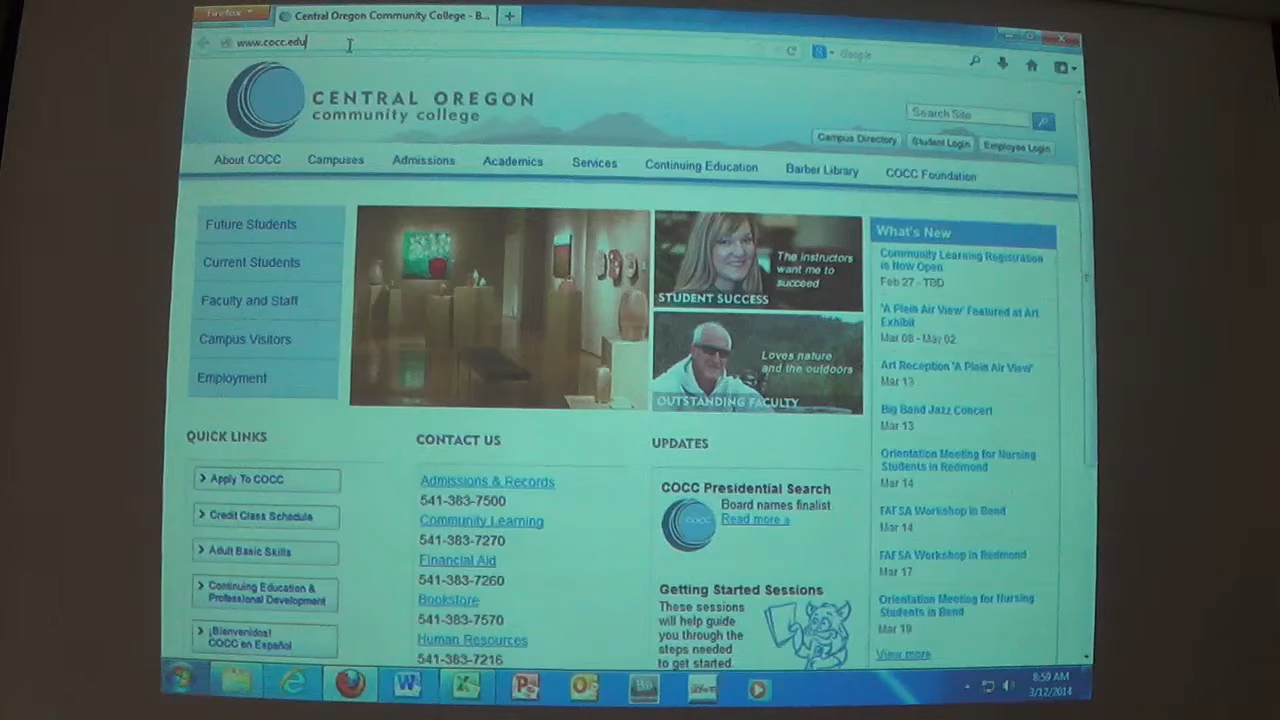 Firefox
Central Oregon Community College - B...
www.cocc.edu
Google
CENTRAL OREGON
community college
Search Site
Campus Directory
Student Login
Employee Login
About COCC
Campuses
Admissions
Academics
Services
Continuing Education
Barber Library
COCC Foundation
Future Students
Current Students
Faculty and Staff
Campus Visitors
Employment
The instructors
want me to
succeed
STUDENT SUCCESS
Loves nature
and the outdoors
OUTSTANDING FACULTY
What's New
Community Learning Registration
is Now Open
Feb 27 - TBD
'A Plein Air View' Featured at Art
Exhibit
Mar 08 - May 02
Art Reception 'A Plein Air View'
Mar 13
Big Band Jazz Concert
Mar 13
Orientation Meeting for Nursing
Students in Redmond
Mar 14
FAFSA Workshop in Bend
Mar 14
FAFSA Workshop in Redmond
Mar 17
Orientation Meeting for Nursing
Students in Bend
Mar 19
View more
QUICK LINKS
Apply To COCC
Credit Class Schedule
Adult Basic Skills
Continuing Education &
Professional Development
¡Bienvenidos!
COCC en Español
CONTACT US
Admissions & Records
541-383-7500
Community Learning
541-383-7270
Financial Aid
541-383-7260
Bookstore
541-383-7570
Human Resources
541-383-7216
UPDATES
COCC Presidential Search
COCC
Board names finalist
Read more »
Getting Started Sessions
These sessions
will help guide
you through the
steps needed
to get started.
8:59 AM
3/12/2014